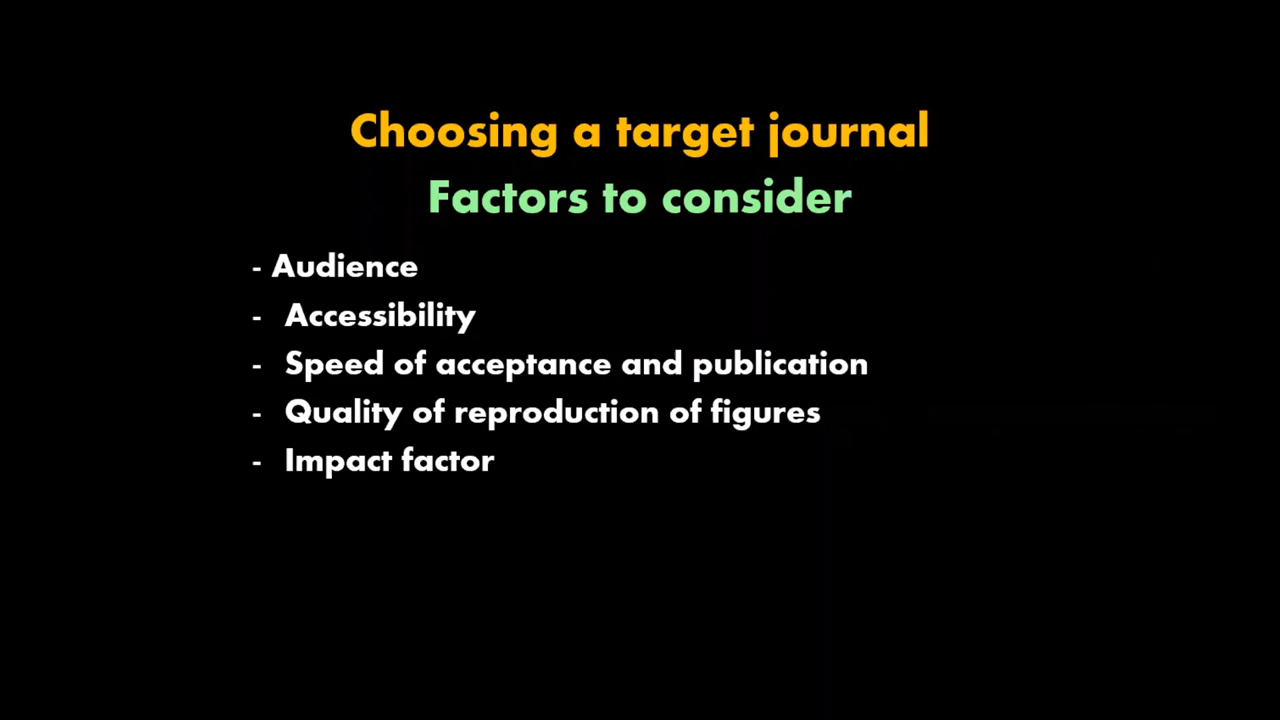 Choosing a target journal
Factors to consider
- Audience
- Accessibility
- Speed of acceptance and publication
- Quality of reproduction of figures
- Impact factor